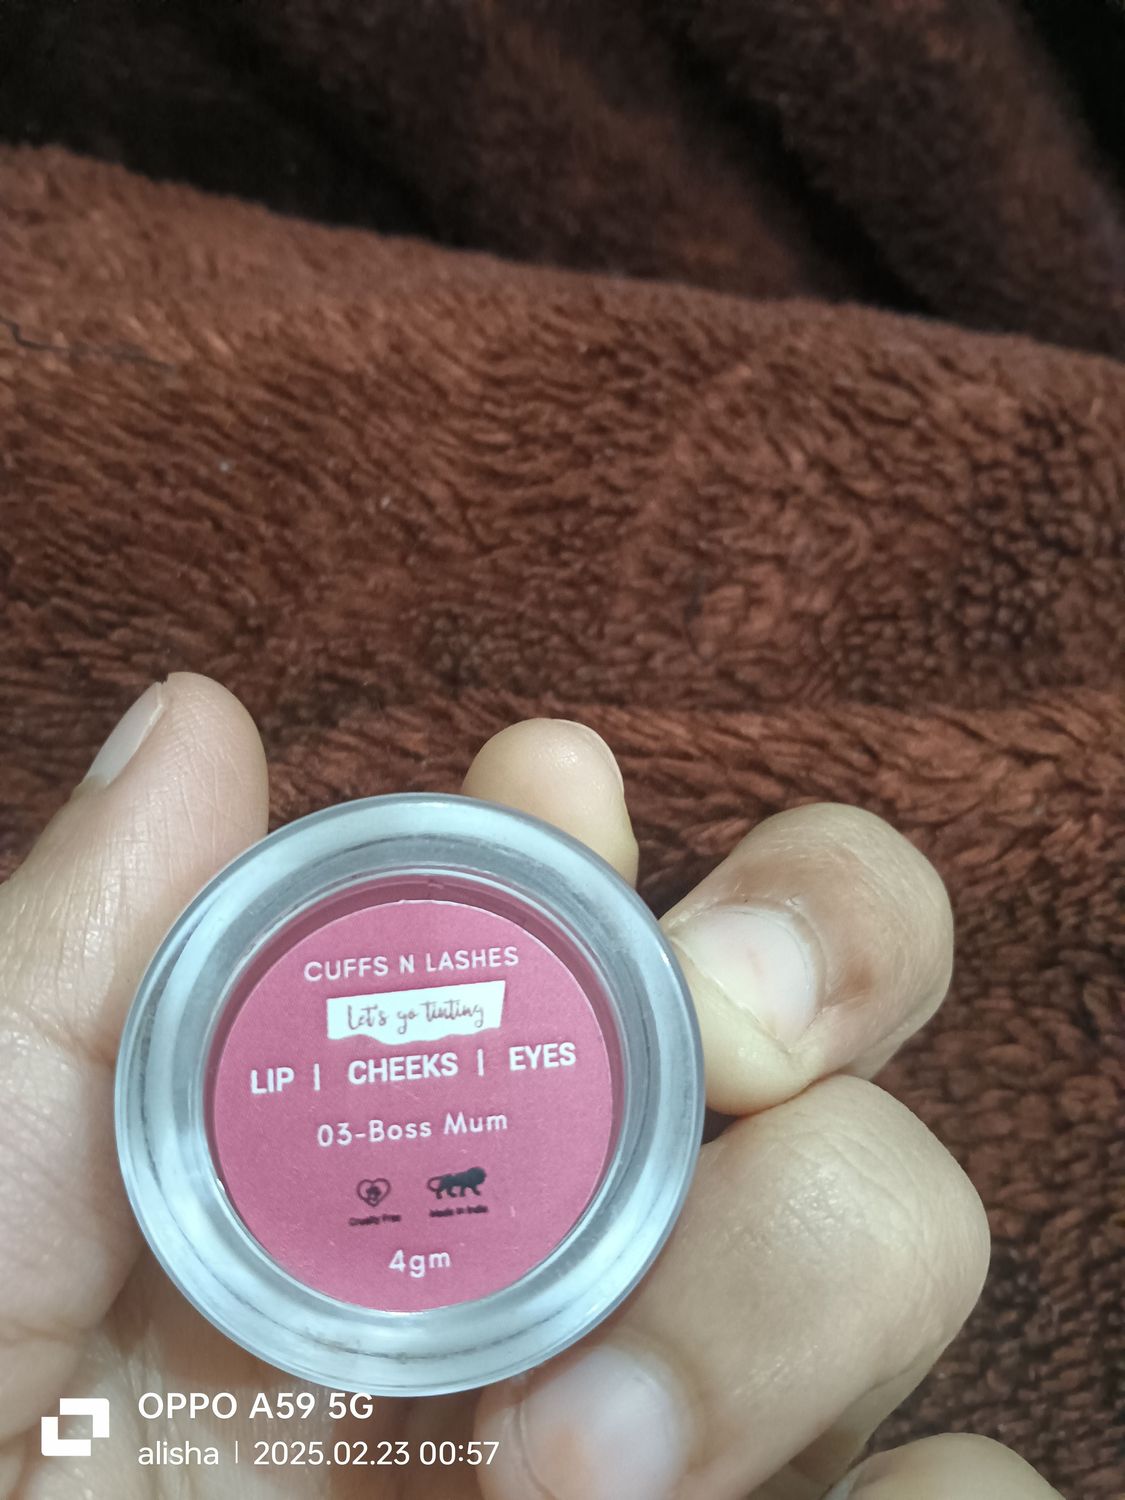 CUFFS N LASHES
Let's go tinting
LIP | CHEEKS | EYES
03-Boss Mum
Cruelty Free
Made in India
4gm
OPPO A59 5G
alisha | 2025.02.23 00:57